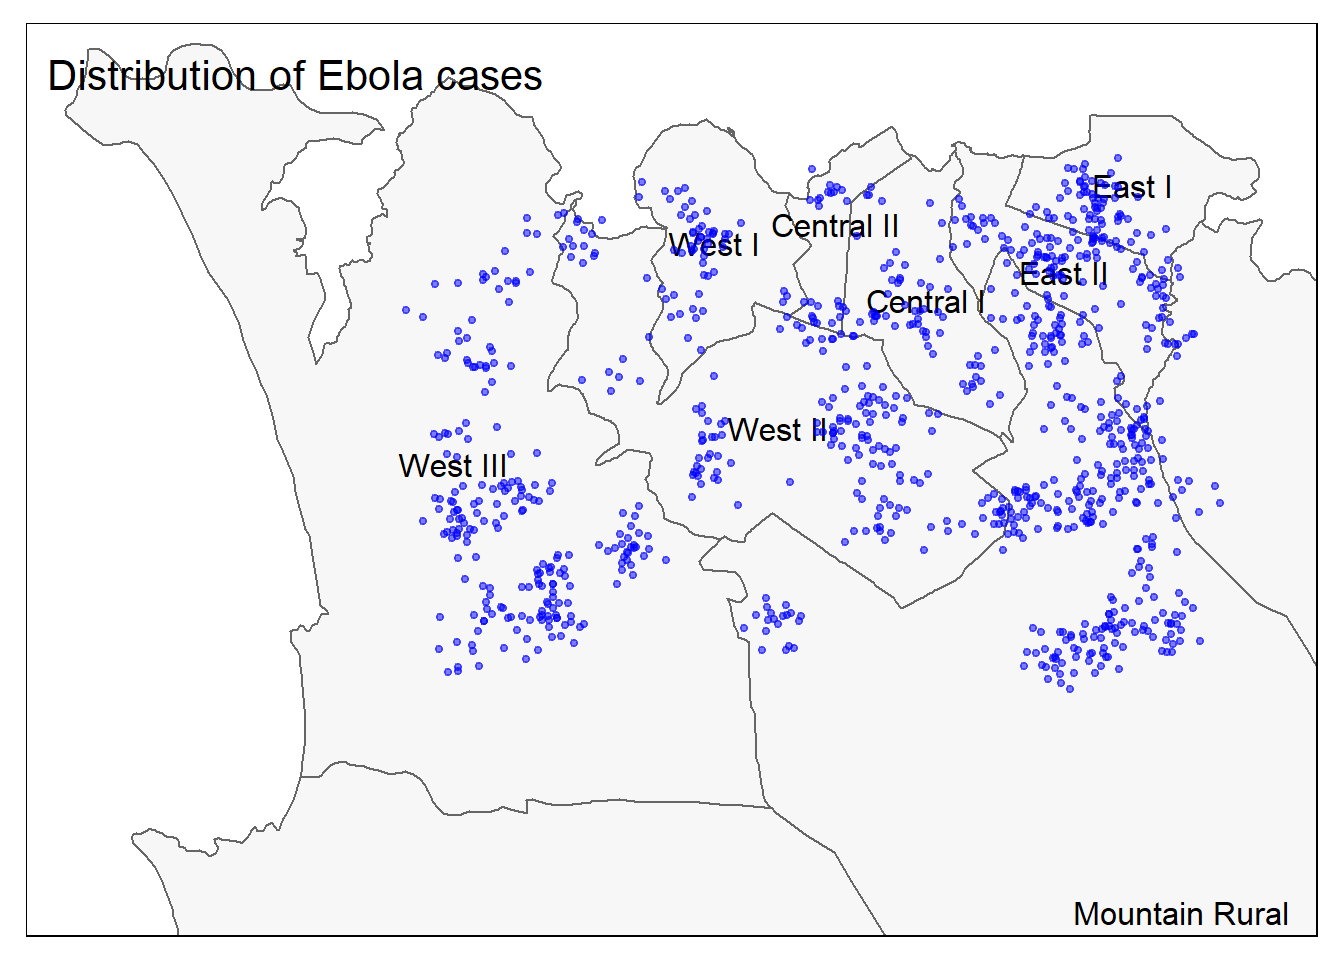 Distribution of Ebola cases
East I
Central II
West I
East II
Central I
West II
West III
Mountain Rural